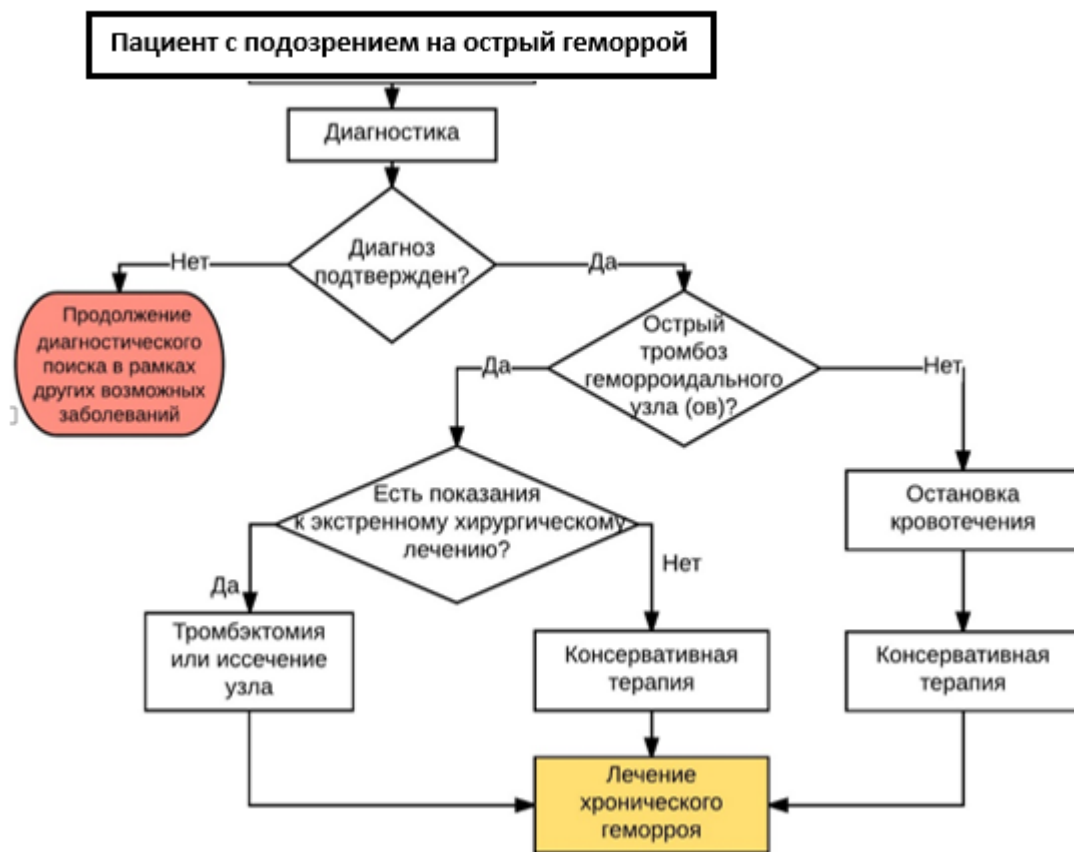 Пациент с подозрением на острый геморрой
Диагностика
Диагноз
подтвержден?
Нет
Да
Продолжение
диагностического
поиска в рамках
других возможных
заболеваний
Острый
тромбоз
геморроидального
узла (ов)?
Да
Нет
Есть показания
к экстренному хирургическому
лечению?
Остановка
кровотечения
Да
Нет
Тромбэктомия
или иссечение
узла
Консервативная
терапия
Консервативная
терапия
Лечение
хронического
геморроя